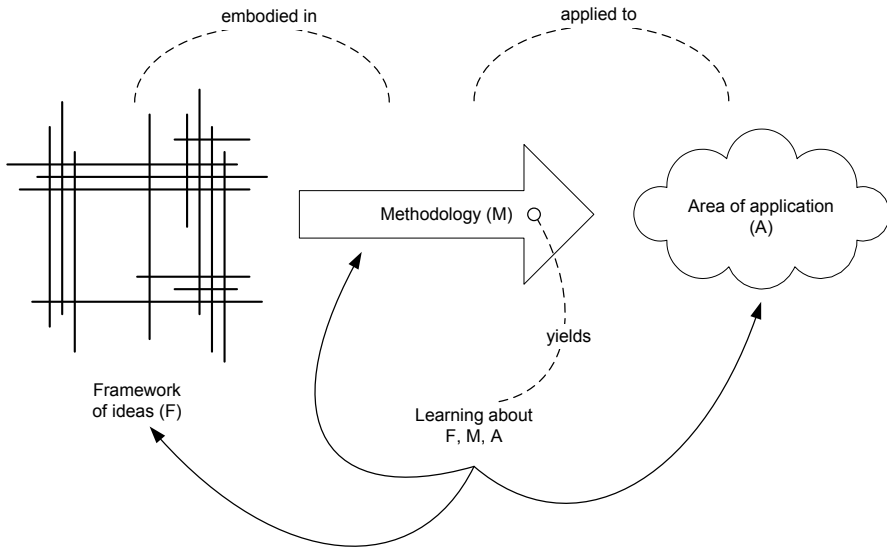 embodied in
applied to
Methodology (M)
Area of application
(A)
yields
Framework
of ideas (F)
Learning about
F, M, A